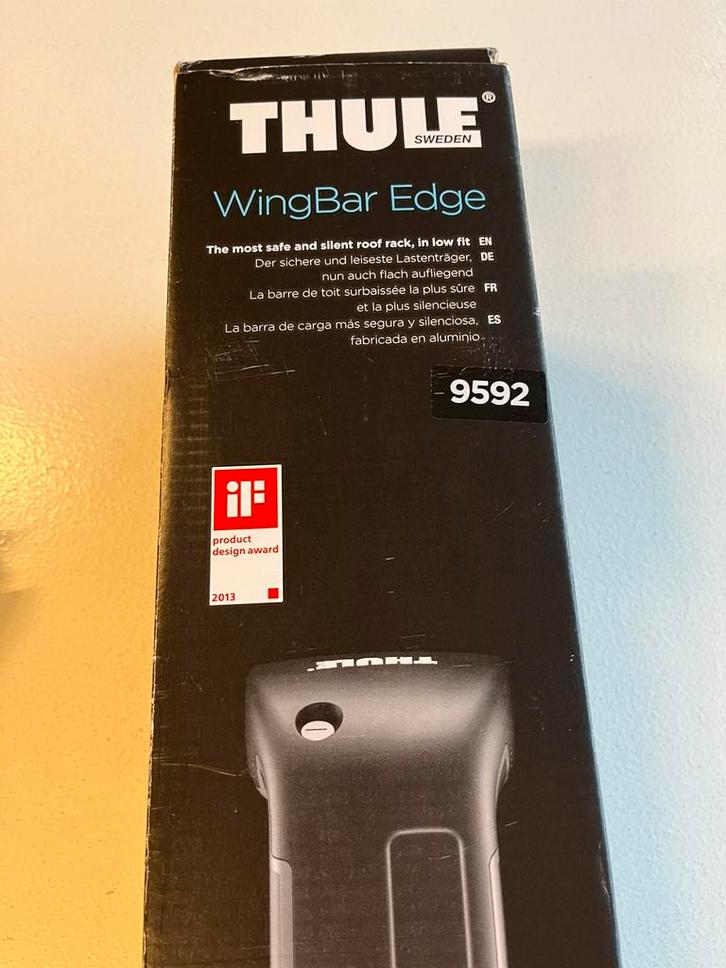 THULE®
SWEDEN
WingBar Edge
The most safe and silent roof rack, in low fit EN
Der sichere und leiseste Lastenträger, DE
nun auch flach aufliegend
La barre de toit surbaissée la plus sûre FR
et la plus silencieuse
La barra de carga más segura y silenciosa, ES
fabricada en aluminio
9592
iF
product
design award
2013
THULE